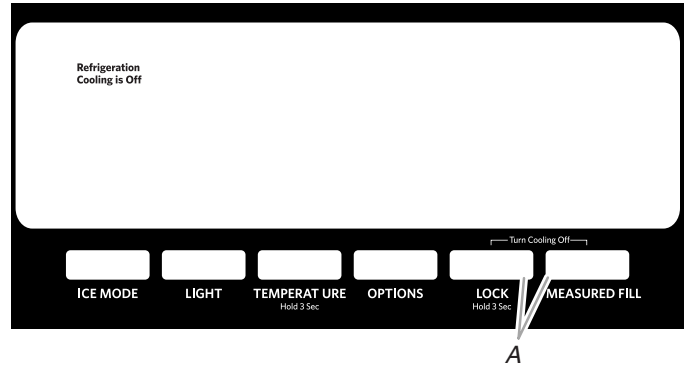 Refrigeration
Cooling is Off
Turn Cooling Off
ICE MODE LIGHT TEMPERAT URE OPTIONS LOCK MEASURED FILL
Hold 3 Sec Hold 3 Sec
A